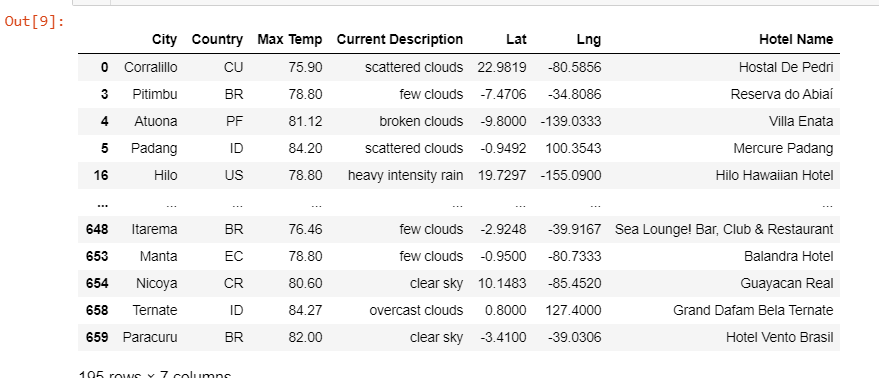 Out[9]:
City Country Max Temp Current Description Lat Lng Hotel Name
0 Corralillo CU 75.90 scattered clouds 22.9819 -80.5856 Hostal De Pedri
3 Pitimbu BR 78.80 few clouds -7.4706 -34.8086 Reserva do Abiaí
4 Atuona PF 81.12 broken clouds -9.8000 -139.0333 Villa Enata
5 Padang ID 84.20 scattered clouds -0.9492 100.3543 Mercure Padang
16 Hilo US 78.80 heavy intensity rain 19.7297 -155.0900 Hilo Hawaiian Hotel
... ... ... ... ... ... ... ...
648 Itarema BR 76.46 few clouds -2.9248 -39.9167 Sea Lounge! Bar, Club & Restaurant
653 Manta EC 78.80 few clouds -0.9500 -80.7333 Balandra Hotel
654 Nicoya CR 80.60 clear sky 10.1483 -85.4520 Guayacan Real
658 Ternate ID 84.27 overcast clouds 0.8000 127.4000 Grand Dafam Bela Ternate
659 Paracuru BR 82.00 clear sky -3.4100 -39.0306 Hotel Vento Brasil
195 rows × 7 columns